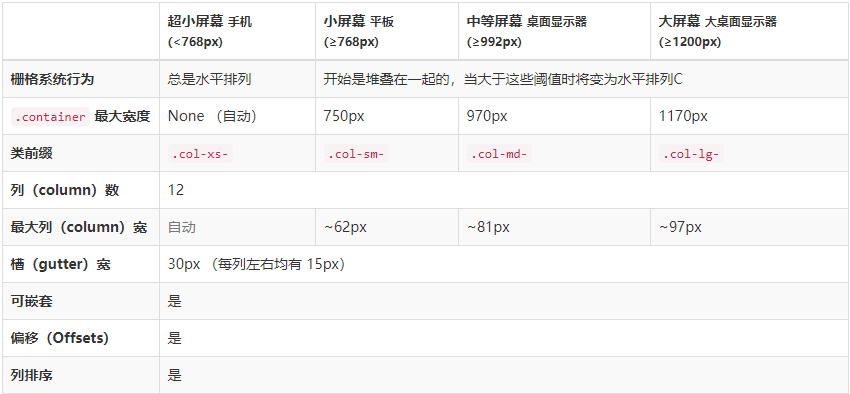 超小屏幕 手机 小屏幕 平板 中等屏幕 桌面显示器 大屏幕 大桌面显示器
(<768px) (≥768px) (≥992px) (≥1200px)
栅格系统行为 总是水平排列 开始是堆叠在一起的，当大于这些阈值时将变为水平排列C
.container 最大宽度 None （自动） 750px 970px 1170px
类前缀 .col-xs- .col-sm- .col-md- .col-lg-
列（column）数 12
最大列（column）宽 自动 ~62px ~81px ~97px
槽（gutter）宽 30px （每列左右均有 15px）
可嵌套 是
偏移（Offsets） 是
列排序 是